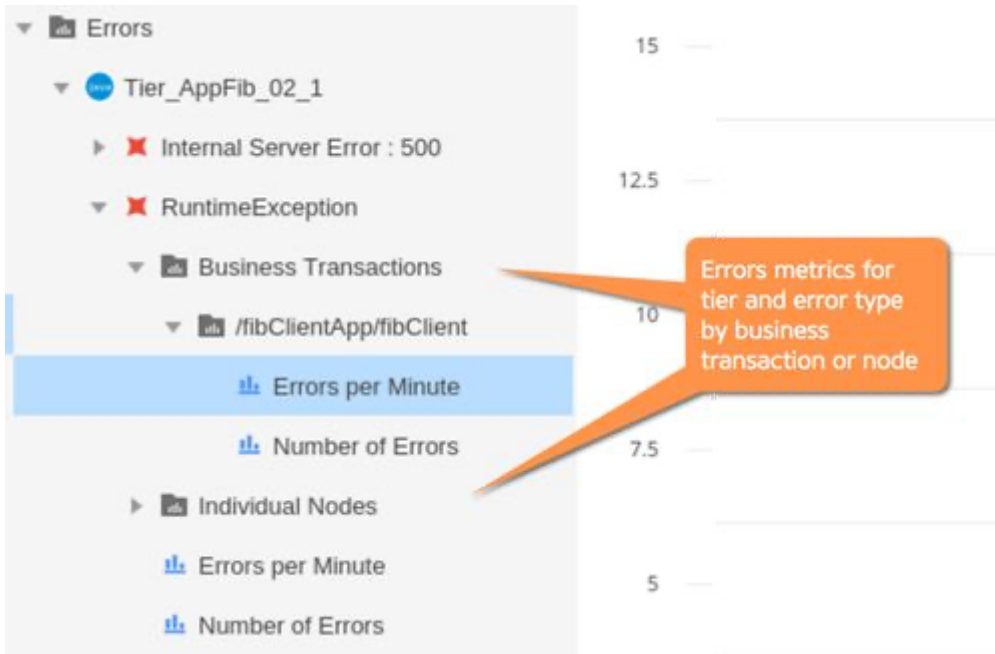 Errors
Tier_AppFib_02_1
Internal Server Error : 500
RuntimeException
Business Transactions
/fibClientApp/fibClient
Errors per Minute
Number of Errors
Individual Nodes
Errors per Minute
Number of Errors
15
12.5
10
7.5
5
Errors metrics for
tier and error type
by business
transaction or node